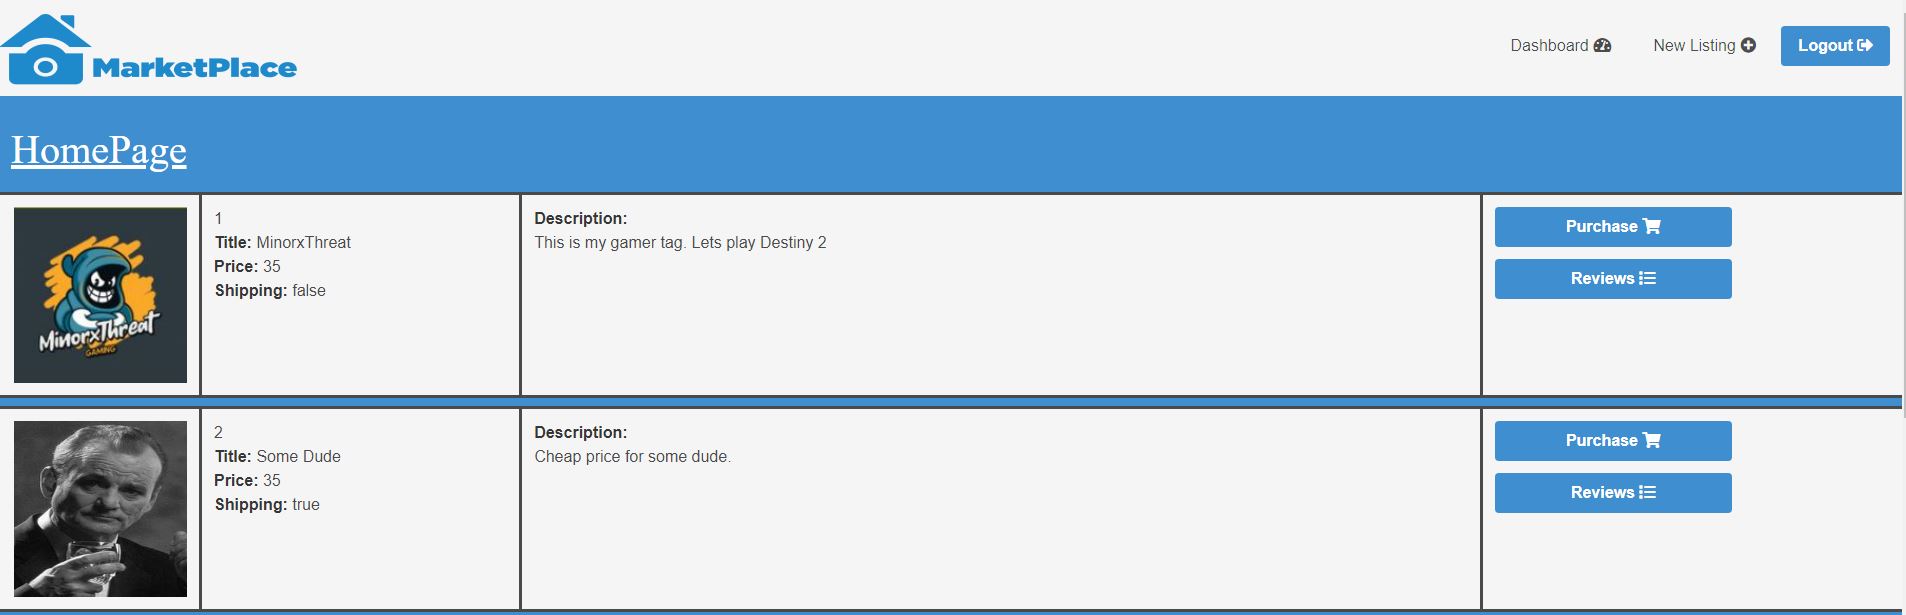 MarketPlace
Dashboard
New Listing
Logout
HomePage
MinorxThreat
GAMING
1
Title: MinorxThreat
Price: 35
Shipping: false
Description:
This is my gamer tag. Lets play Destiny 2
Purchase
Reviews
2
Title: Some Dude
Price: 35
Shipping: true
Description:
Cheap price for some dude.
Purchase
Reviews